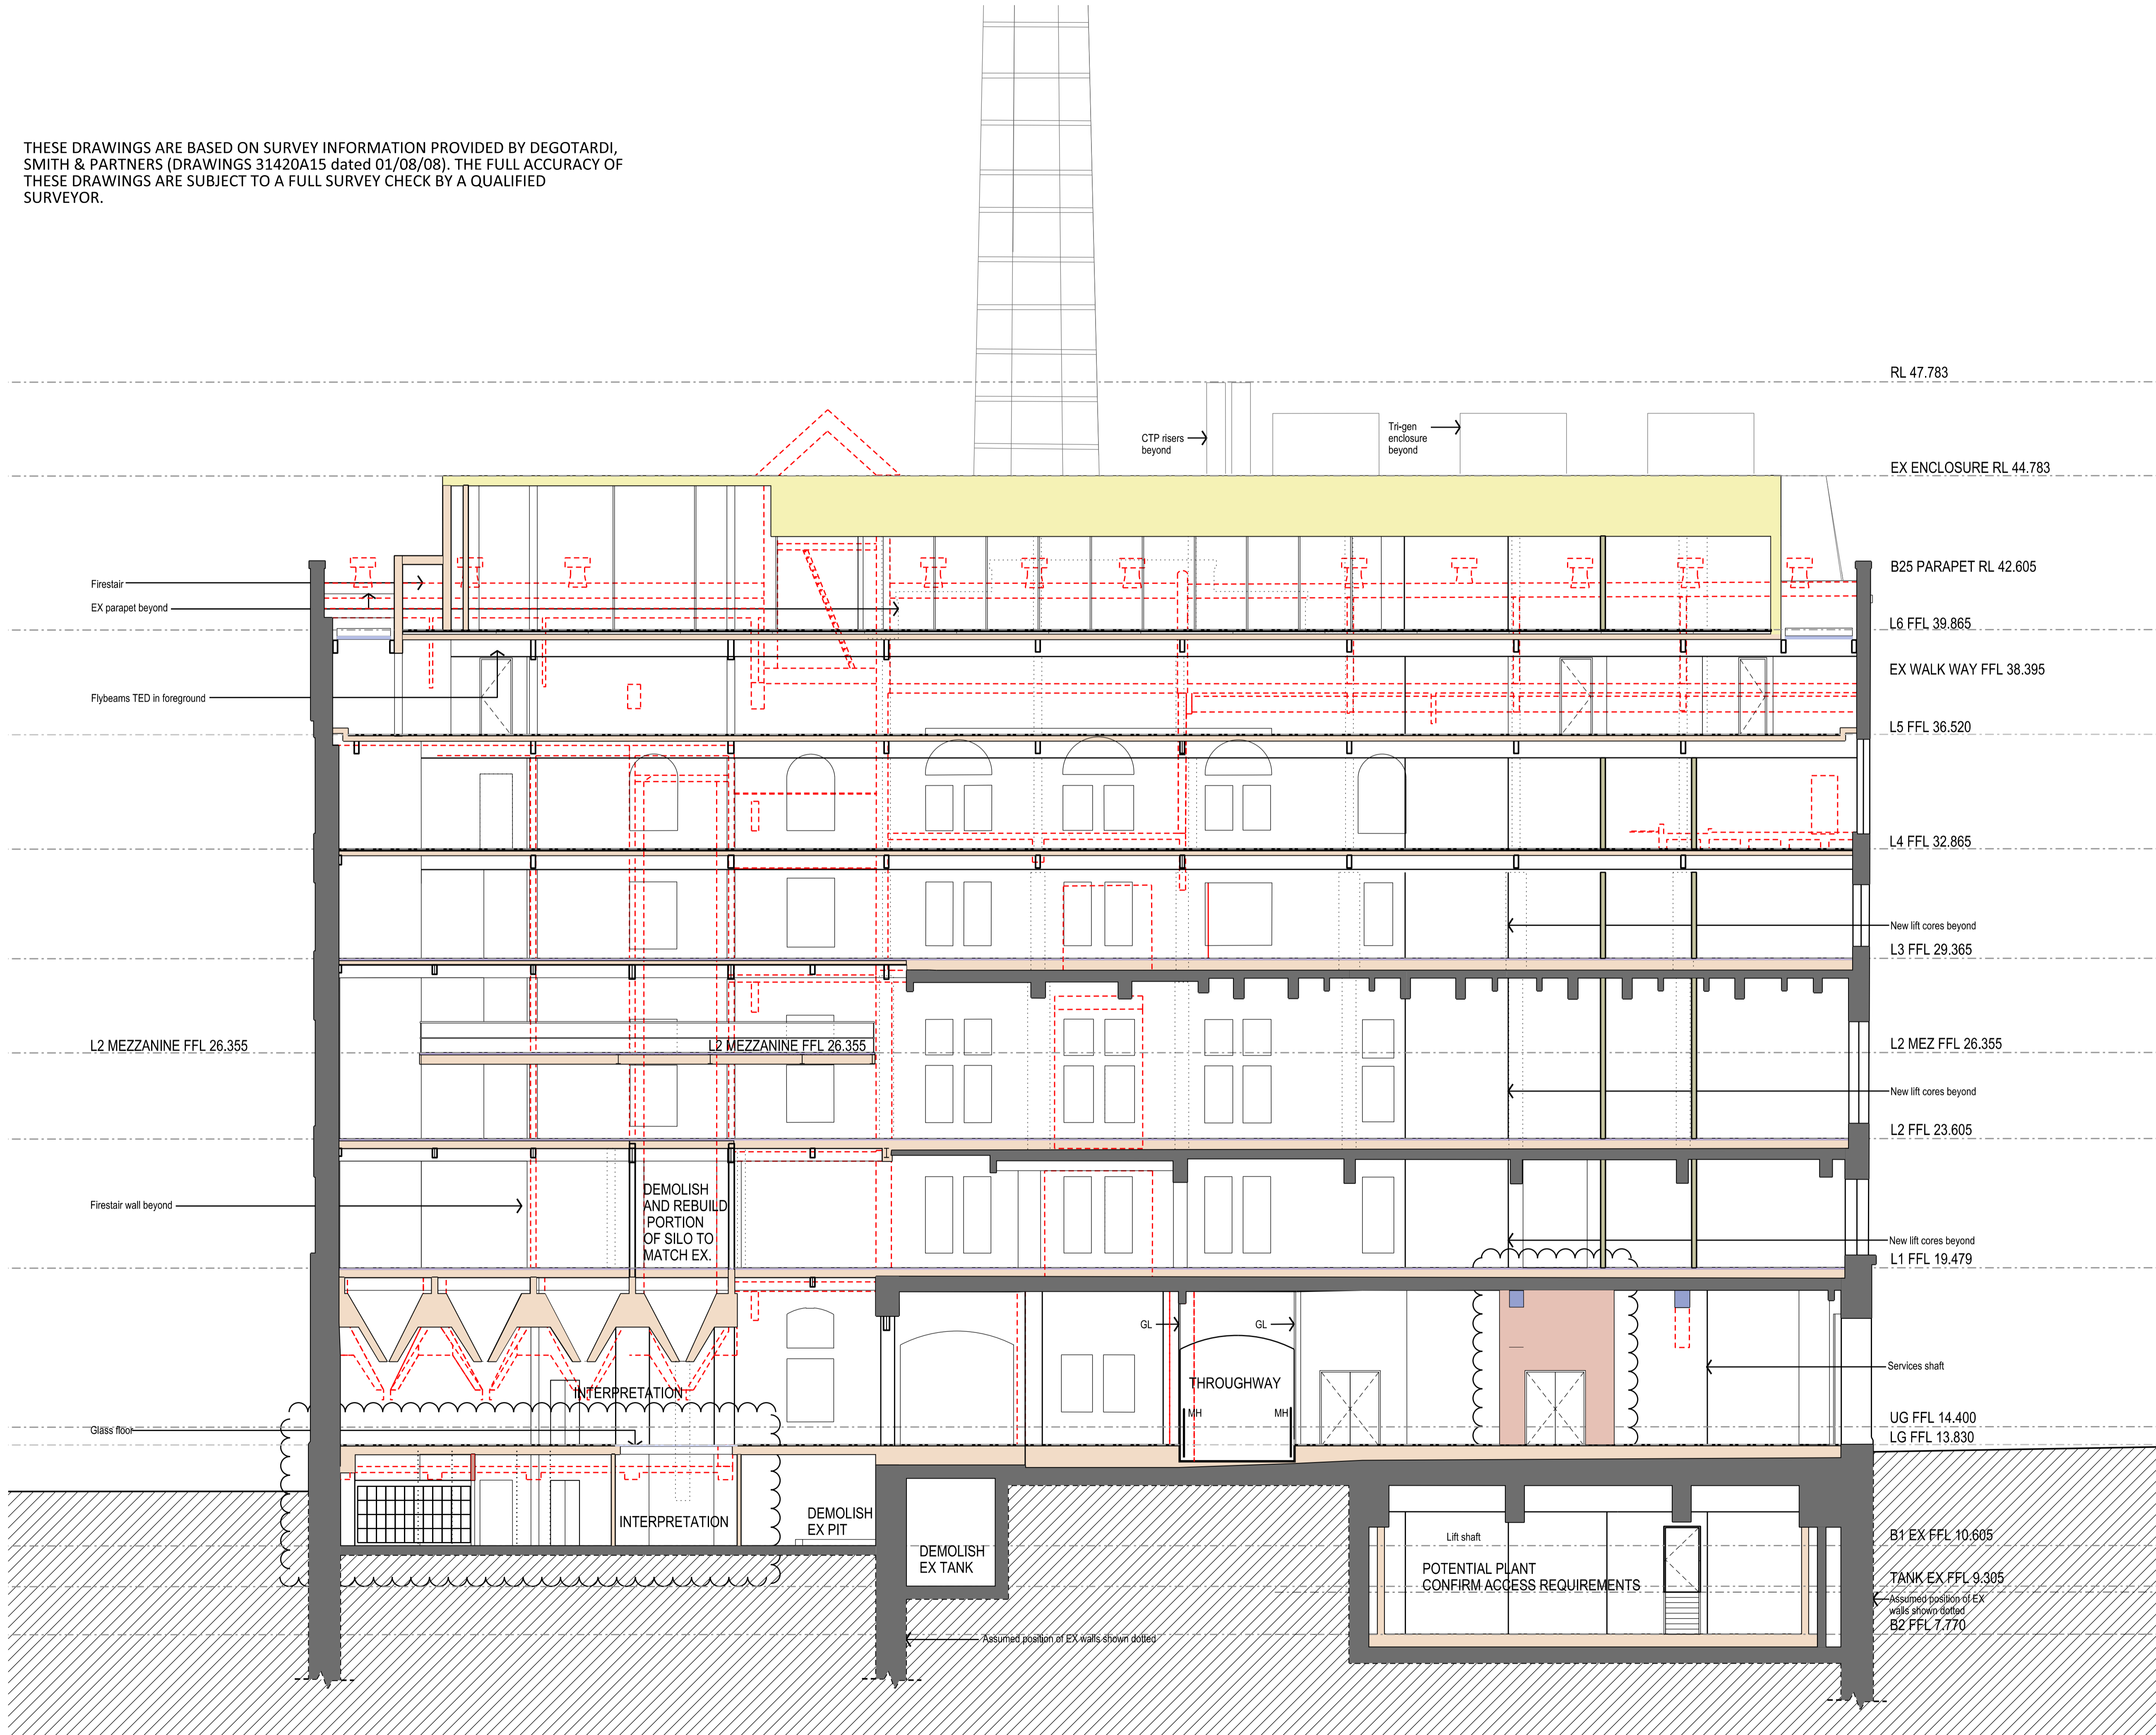 THESE DRAWINGS ARE BASED ON SURVEY INFORMATION PROVIDED BY DEGOTARDI,
SMITH & PARTNERS (DRAWINGS 31420A15 dated 01/08/08). THE FULL ACCURACY OF
THESE DRAWINGS ARE SUBJECT TO A FULL SURVEY CHECK BY A QUALIFIED
SURVEYOR.
RL 47.783
CTP risers
beyond
Tri-gen
enclosure
beyond
EX ENCLOSURE RL 44.783
B25 PARAPET RL 42.605
Firestair
EX parapet beyond
L6 FFL 39.865
EX WALK WAY FFL 38.395
Flybeams TED in foreground
L5 FFL 36.520
L4 FFL 32.865
New lift cores beyond
L3 FFL 29.365
L2 MEZZANINE FFL 26.355
L2 MEZZANINE FFL 26.355
L2 MEZ FFL 26.355
New lift cores beyond
L2 FFL 23.605
Firestair wall beyond
DEMOLISH
AND REBUILD
PORTION
OF SILO TO
MATCH EX.
New lift cores beyond
L1 FFL 19.479
GL
GL
Services shaft
THROUGHWAY
INTERPRETATION
MH
MH
UG FFL 14.400
Glass floor
LG FFL 13.830
INTERPRETATION
DEMOLISH
EX PIT
Lift shaft
B1 EX FFL 10.605
DEMOLISH
EX TANK
POTENTIAL PLANT
CONFIRM ACCESS REQUIREMENTS
TANK EX FFL 9.305
Assumed position of EX
walls shown dotted
B2 FFL 7.770
Assumed position of EX walls shown dotted